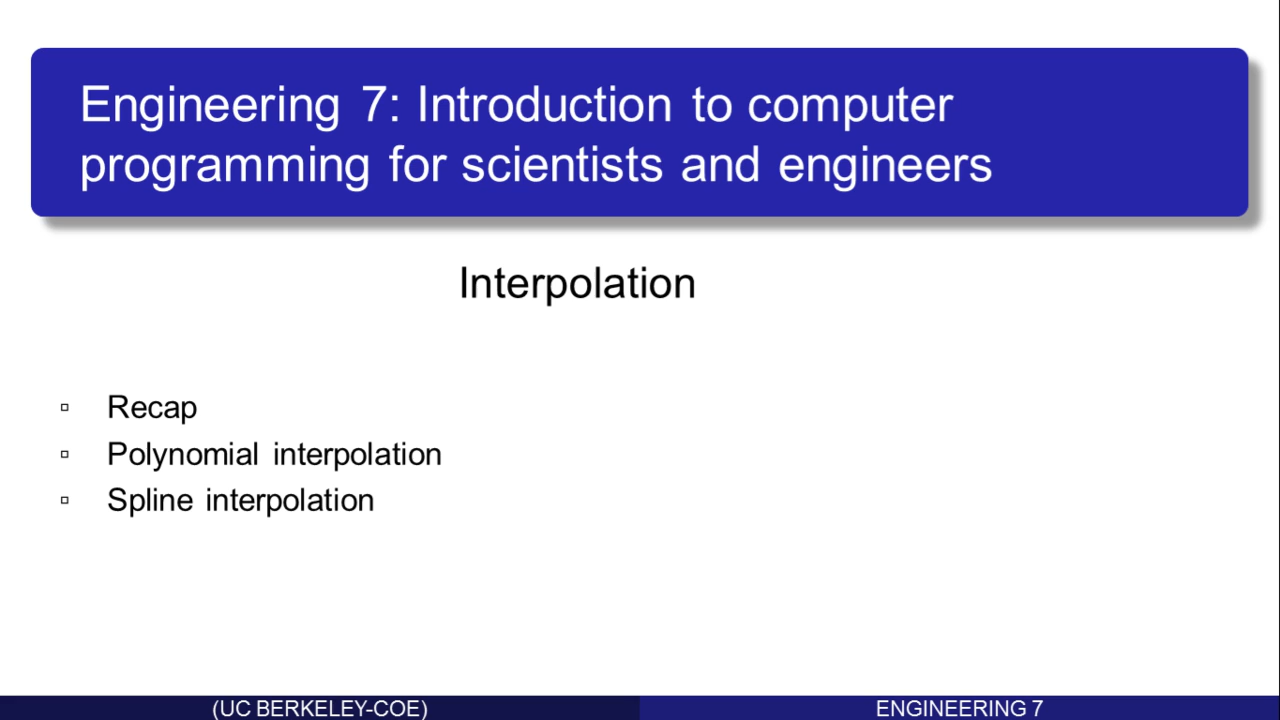 Engineering 7: Introduction to computer
programming for scientists and engineers
Interpolation
Recap
Polynomial interpolation
Spline interpolation
(UC BERKELEY-COE)
ENGINEERING 7